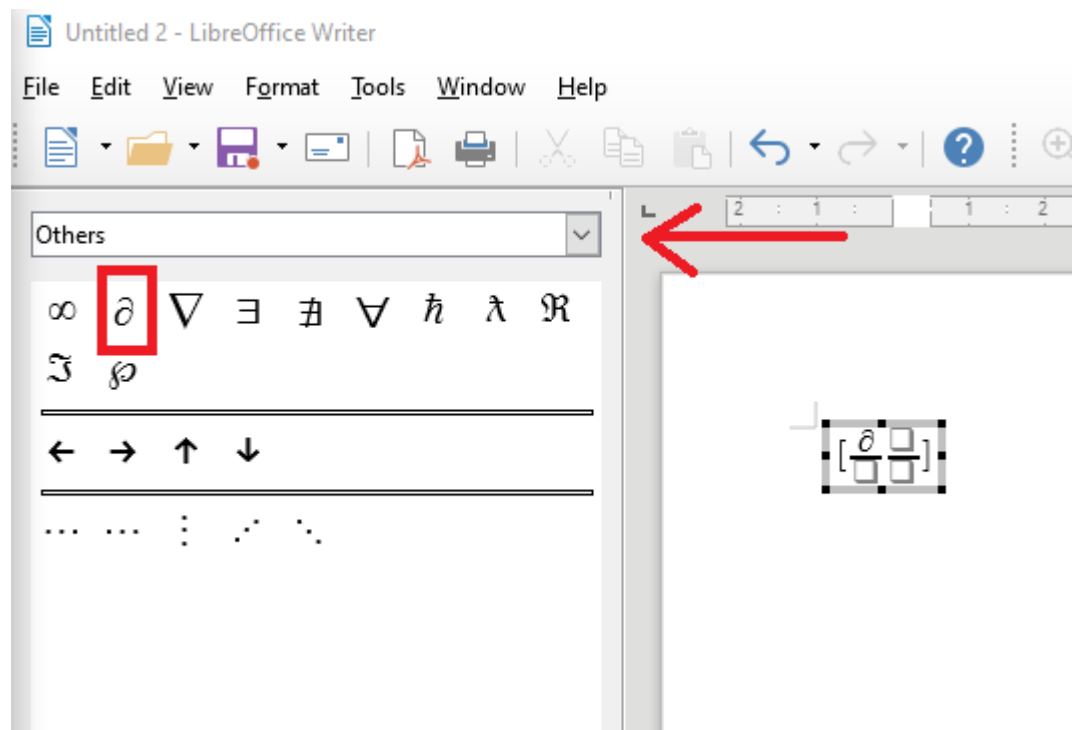 Untitled 2 - LibreOffice Writer
File Edit View Format Tools Window Help
2 : 1 : 1 : 2
Others
∞ ∂ ∇ ∃ ∄ ∀ ħ ƛ ℜ
ℑ ℘
← → ↑ ↓
⋯ … ⋮ ⋰ ⋱
[∂/□ □/□]